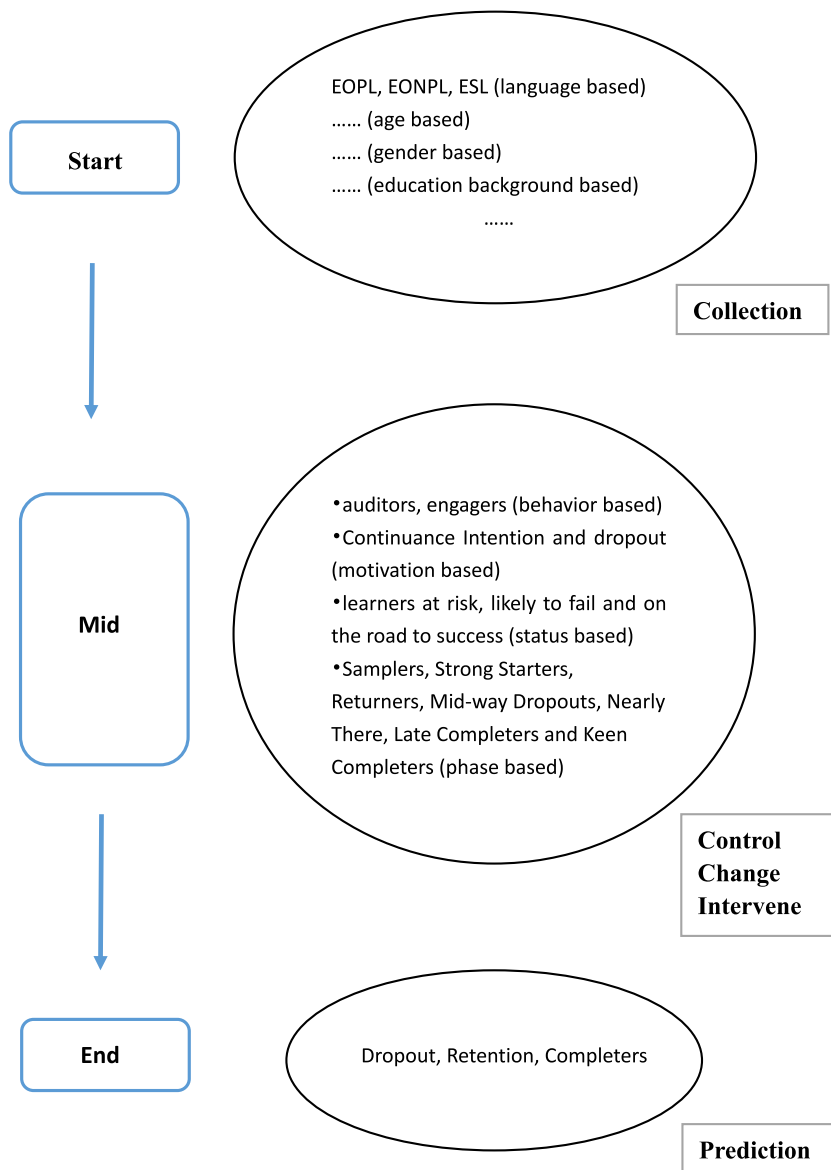 Start
EOPL, EONPL, ESL (language based)
…… (age based)
…… (gender based)
…… (education background based)
……
Collection
Mid
•auditors, engagers (behavior based)
•Continuance Intention and dropout
(motivation based)
•learners at risk, likely to fail and on
the road to success (status based)
•Samplers, Strong Starters,
Returners, Mid-way Dropouts, Nearly
There, Late Completers and Keen
Completers (phase based)
Control
Change
Intervene
End
Dropout, Retention, Completers
Prediction